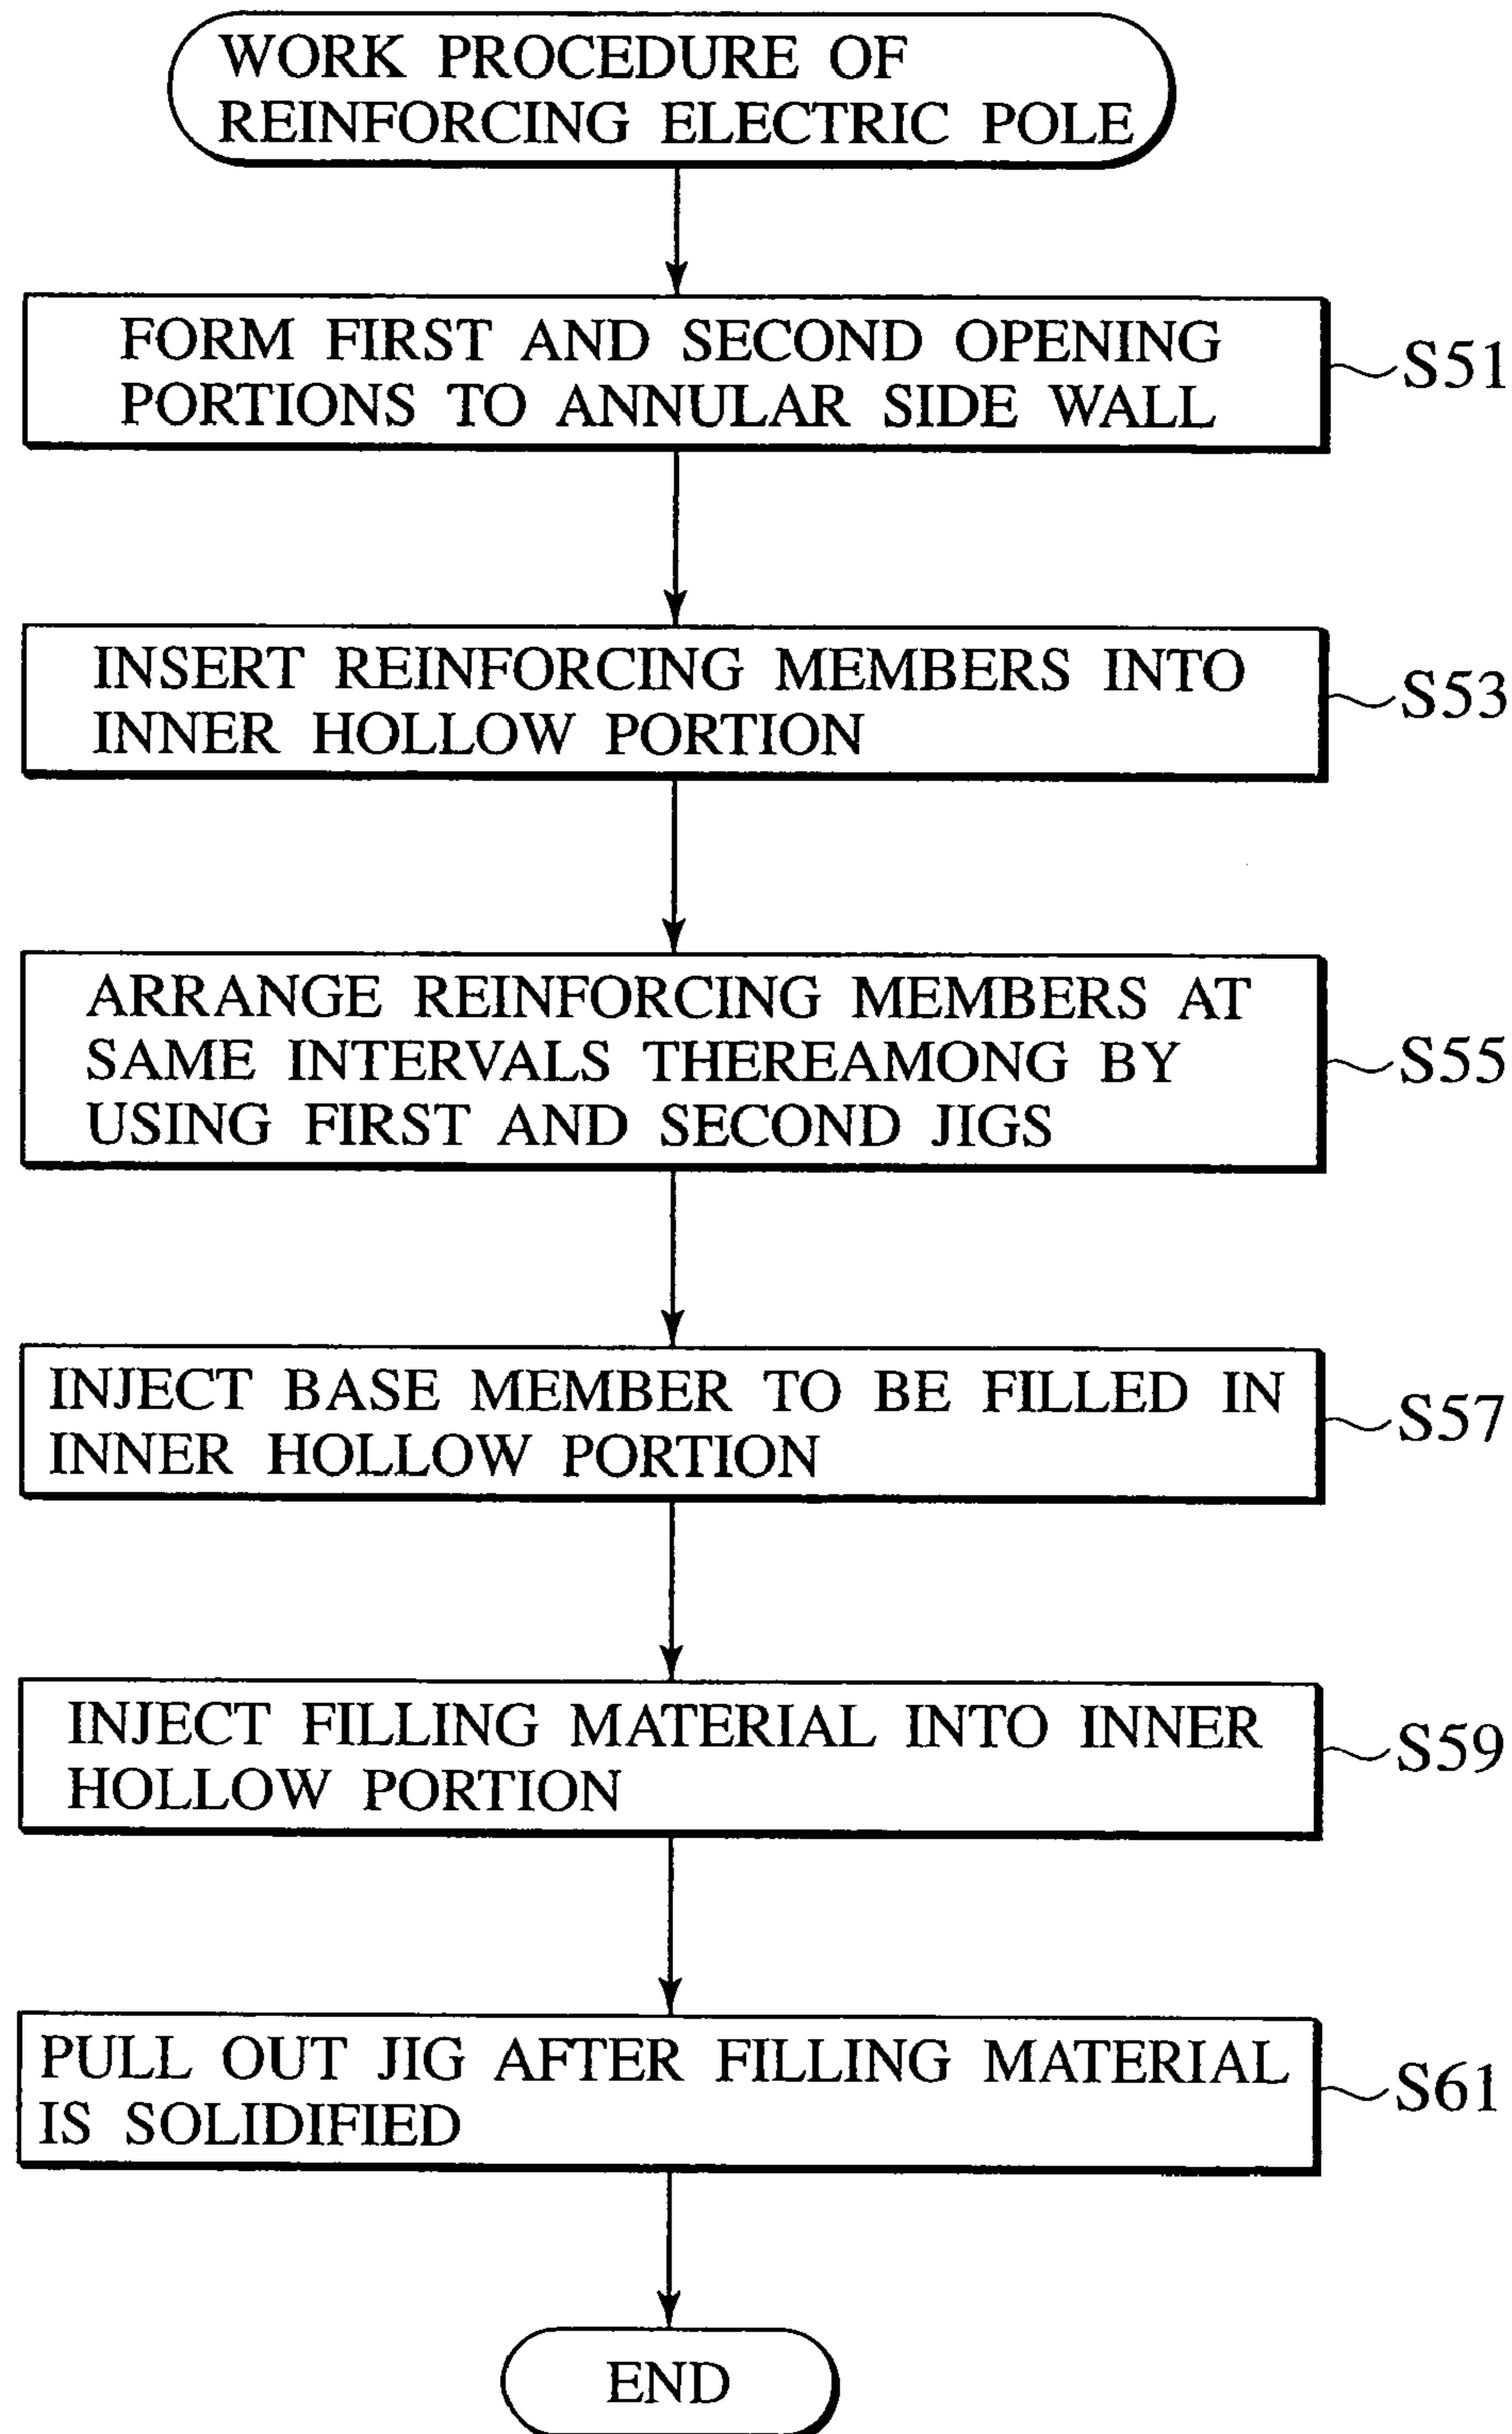 WORK PROCEDURE OF
REINFORCING ELECTRIC POLE
FORM FIRST AND SECOND OPENING
PORTIONS TO ANNULAR SIDE WALL
S51
INSERT REINFORCING MEMBERS INTO
INNER HOLLOW PORTION
S53
ARRANGE REINFORCING MEMBERS AT
SAME INTERVALS THEREAMONG BY
USING FIRST AND SECOND JIGS
S55
INJECT BASE MEMBER TO BE FILLED IN
INNER HOLLOW PORTION
S57
INJECT FILLING MATERIAL INTO INNER
HOLLOW PORTION
S59
PULL OUT JIG AFTER FILLING MATERIAL
IS SOLIDIFIED
S61
END